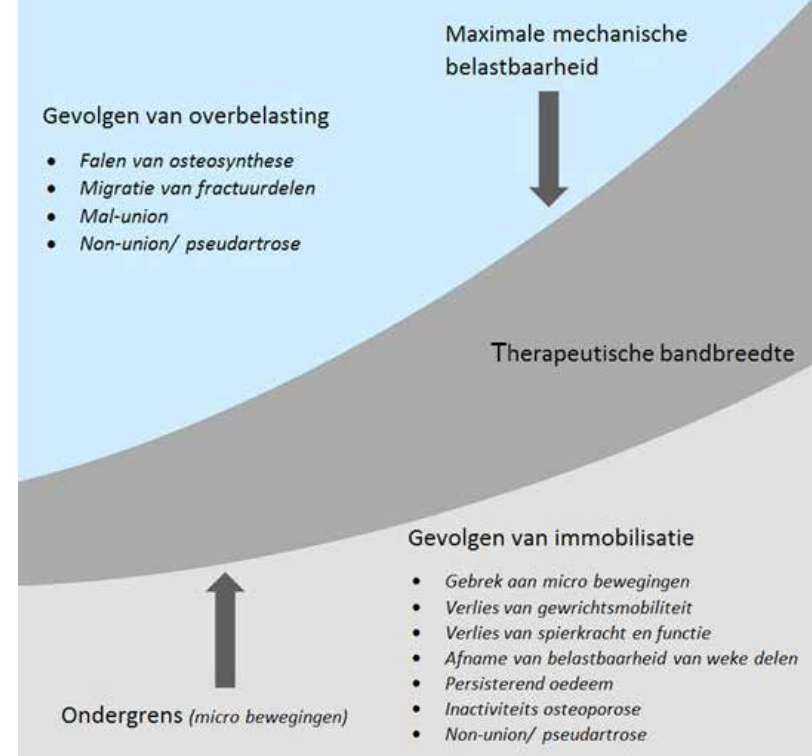 Maximale mechanische
belastbaarheid
Gevolgen van overbelasting
• Falen van osteosynthese
• Migratie van fractuurdelen
• Mal-union
• Non-union/ pseudartrose
Therapeutische bandbreedte
Gevolgen van immobilisatie
• Gebrek aan micro bewegingen
• Verlies van gewrichtsmobiliteit
• Verlies van spierkracht en functie
• Afname van belastbaarheid van weke delen
• Persisterend oedeem
• Inactiviteits osteoporose
• Non-union/ pseudartrose
Ondergrens (micro bewegingen)